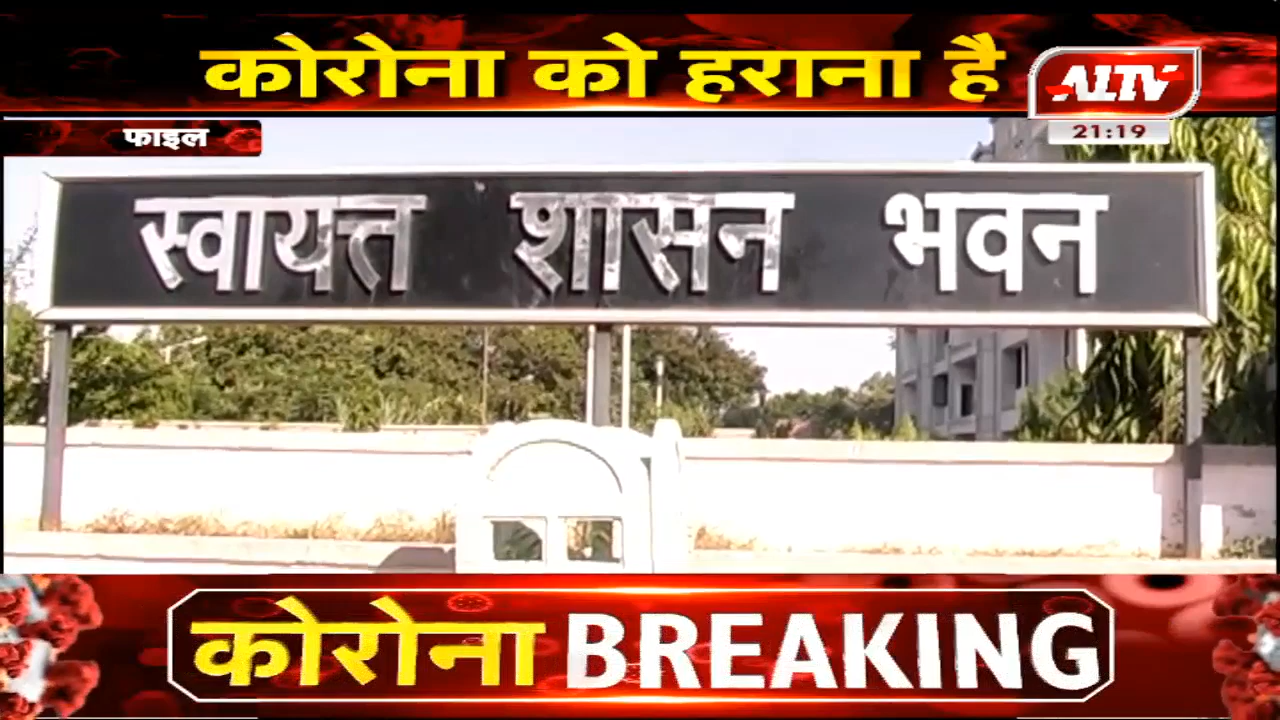 कोरोना को हराना है
ALTV
21:19
फाइल
स्वायत्त शासन भवन
कोरोना BREAKING